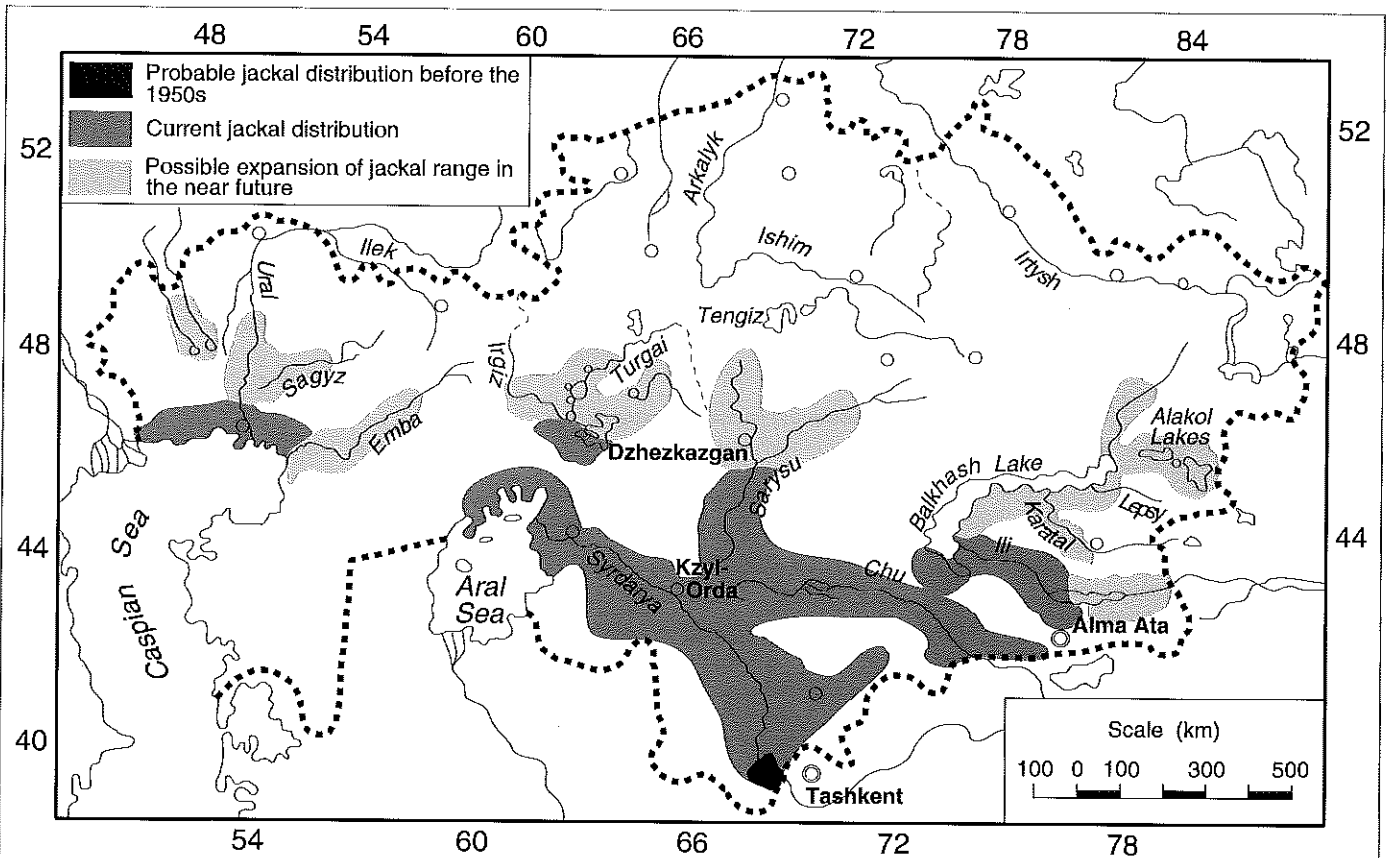 48 54 60 66 72 78 84
Probable jackal distribution before the
1950s
Current jackal distribution
Possible expansion of jackal range in
the near future
52
52
Arkalyk
Ilek
Ural
Ishim
Irtysh
Tengiz
48
48
Irgiz
Turgai
Sagyz
Emba
Alakol
Lakes
Dzhezkazgan
Sarysu
Balkhash Lake
Lepsy
Karatal
44
44
Ili
Caspian Sea
Syrdarya
Kzyl-
Orda
Chu
Aral
Sea
Alma Ata
40
Scale (km)
100 0 100 200 300 400 500
Tashkent
54 60 66 72 78